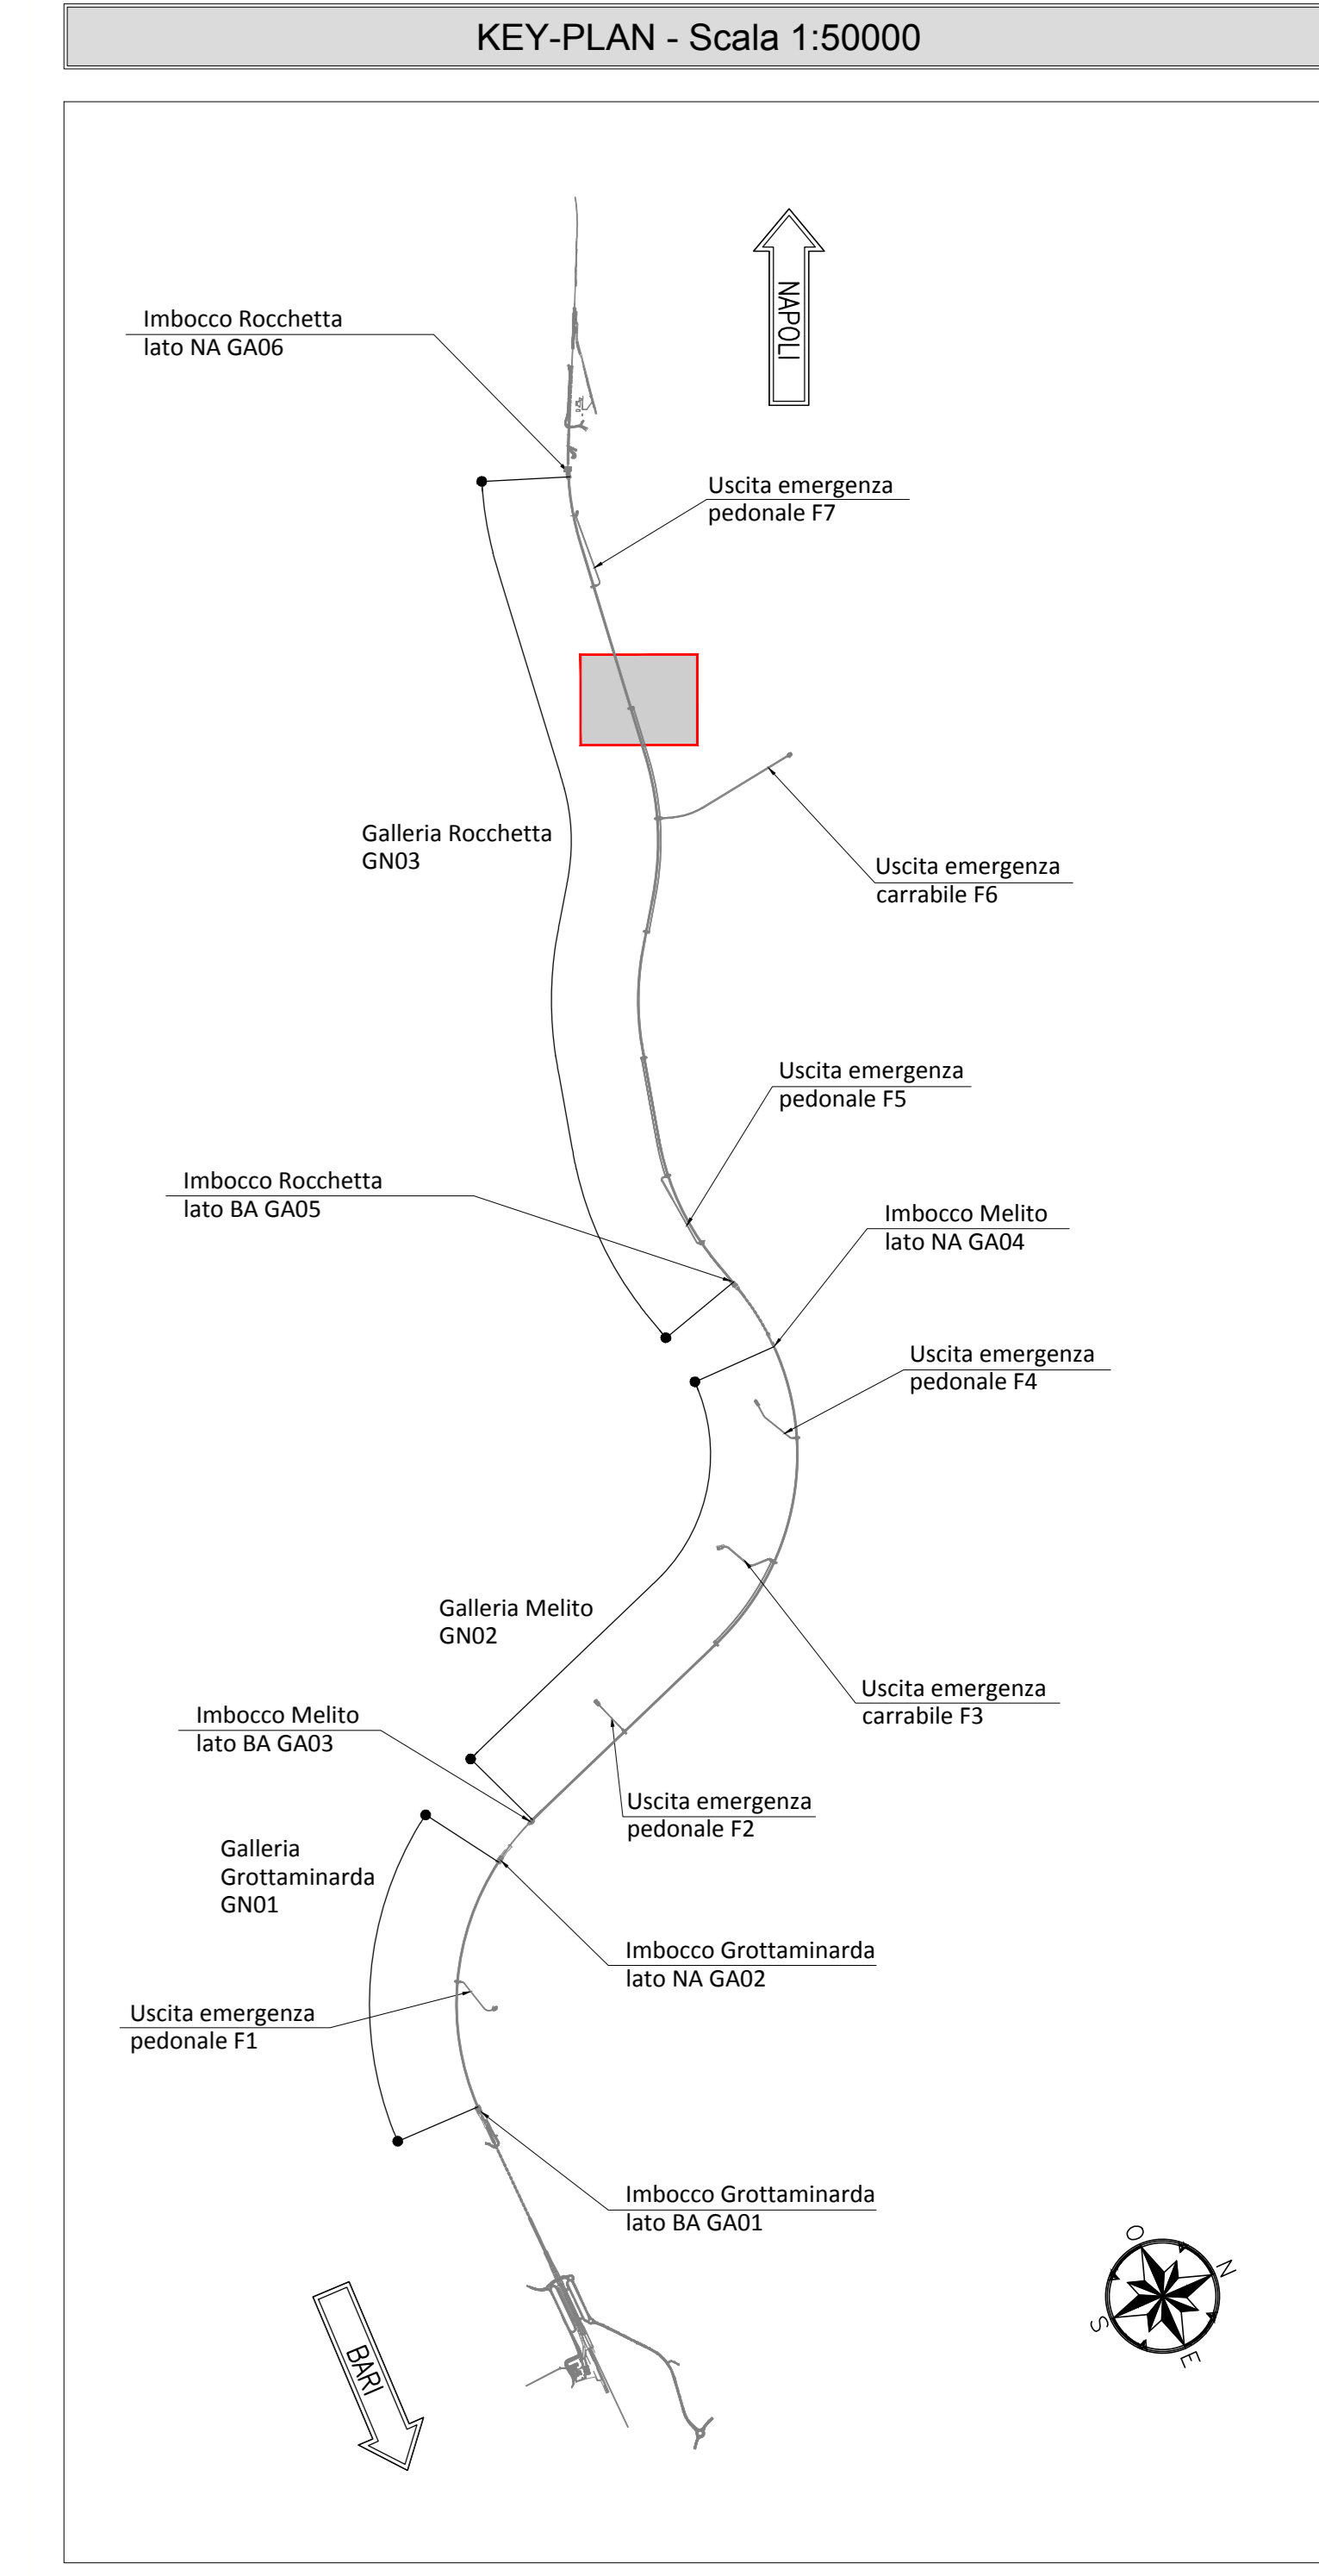 KEY-PLAN - Scala 1:50000
NAPOLI
Imbocco Rocchetta
lato NA GA06
Uscita emergenza
pedonale F7
Galleria Rocchetta
GN03
Uscita emergenza
carrabile F6
Uscita emergenza
pedonale F5
Imbocco Rocchetta
lato BA GA05
Imbocco Melito
lato NA GA04
Uscita emergenza
pedonale F4
Galleria Melito
GN02
Uscita emergenza
carrabile F3
Imbocco Melito
lato BA GA03
Uscita emergenza
pedonale F2
Galleria
Grottaminarda
GN01
Imbocco Grottaminarda
lato NA GA02
Uscita emergenza
pedonale F1
Imbocco Grottaminarda
lato BA GA01
O
N
S
E
BARI